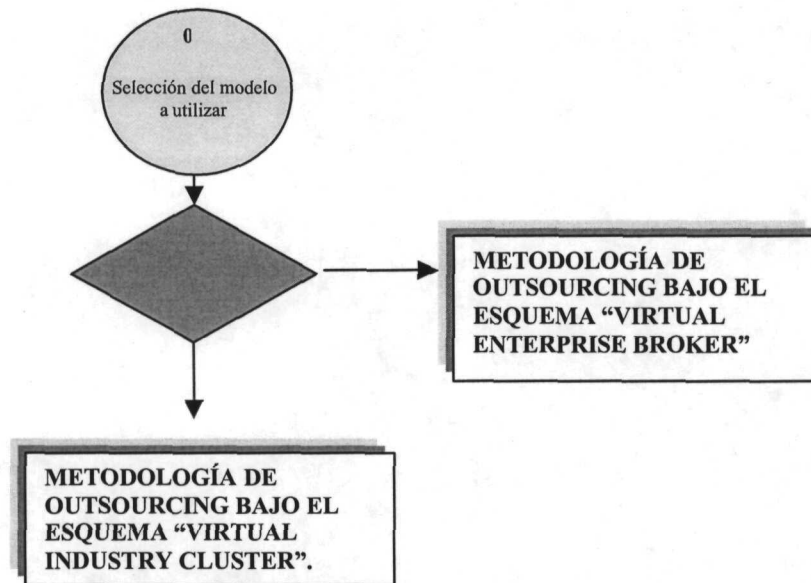 0
Selección del modelo
a utilizar
METODOLOGÍA DE
OUTSOURCING BAJO EL
ESQUEMA “VIRTUAL
ENTERPRISE BROKER”
METODOLOGÍA DE
OUTSOURCING BAJO EL
ESQUEMA “VIRTUAL
INDUSTRY CLUSTER”.